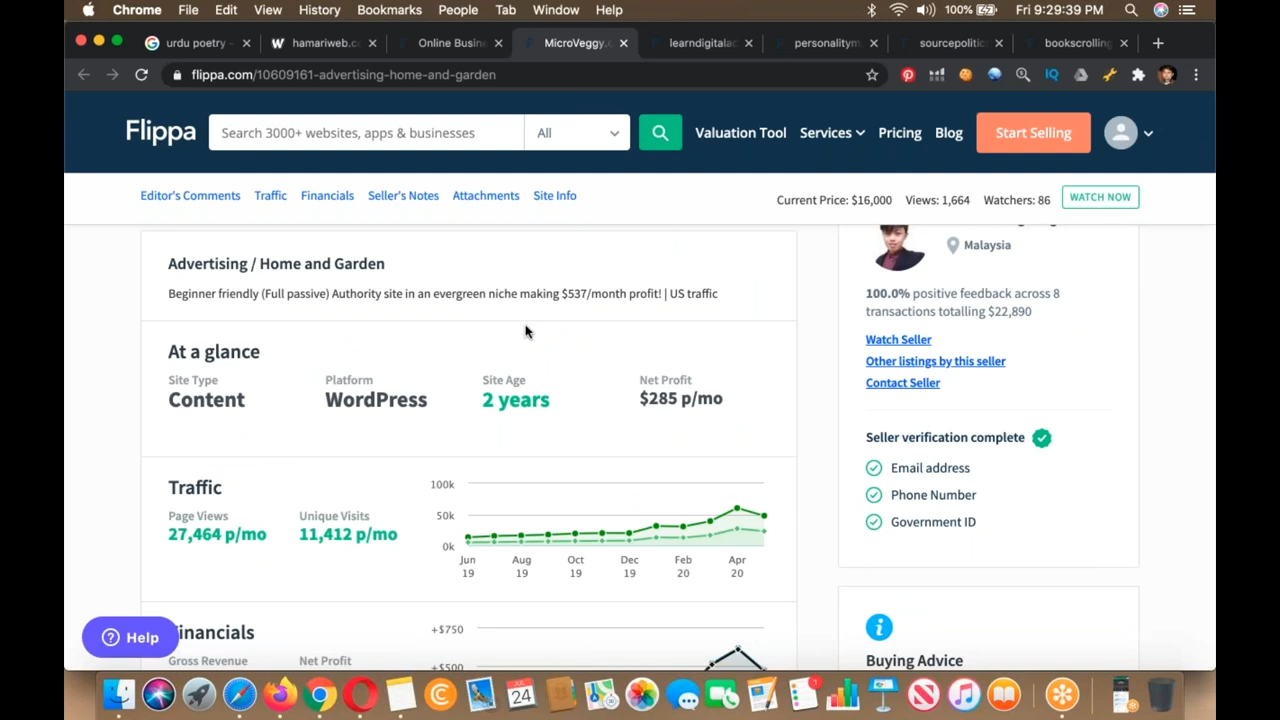 Chrome File Edit View History Bookmarks People Tab Window Help 100% Fri 9:29:39 PM
urdu poetry - hamariweb.c Online Busine MicroVeggy. learndigitalac personalitym sourcepolitic bookscrolling
flippa.com/10609161-advertising-home-and-garden
Flippa Search 3000+ websites, apps & businesses All Valuation Tool Services Pricing Blog Start Selling
Editor's Comments Traffic Financials Seller's Notes Attachments Site Info Current Price: $16,000 Views: 1,664 Watchers: 86 WATCH NOW
Advertising / Home and Garden
Beginner friendly (Full passive) Authority site in an evergreen niche making $537/month profit! | US traffic
At a glance
Site Type Platform Site Age Net Profit
Content WordPress 2 years $285 p/mo
Traffic
Page Views Unique Visits
27,464 p/mo 11,412 p/mo
100k
50k
0k
Jun Aug Oct Dec Feb Apr
19 19 19 19 20 20
Financials
Gross Revenue Net Profit
+$750
+$500
Malaysia
100.0% positive feedback across 8
transactions totalling $22,890
Watch Seller
Other listings by this seller
Contact Seller
Seller verification complete
Email address
Phone Number
Government ID
Buying Advice
Help
24
1